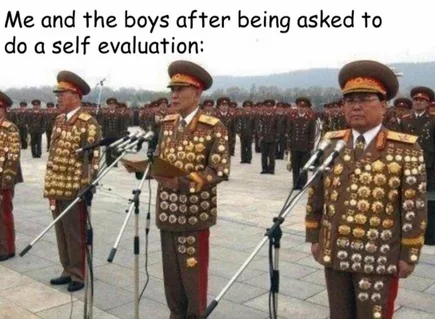 Me and the boys after being asked to
do a self evaluation: